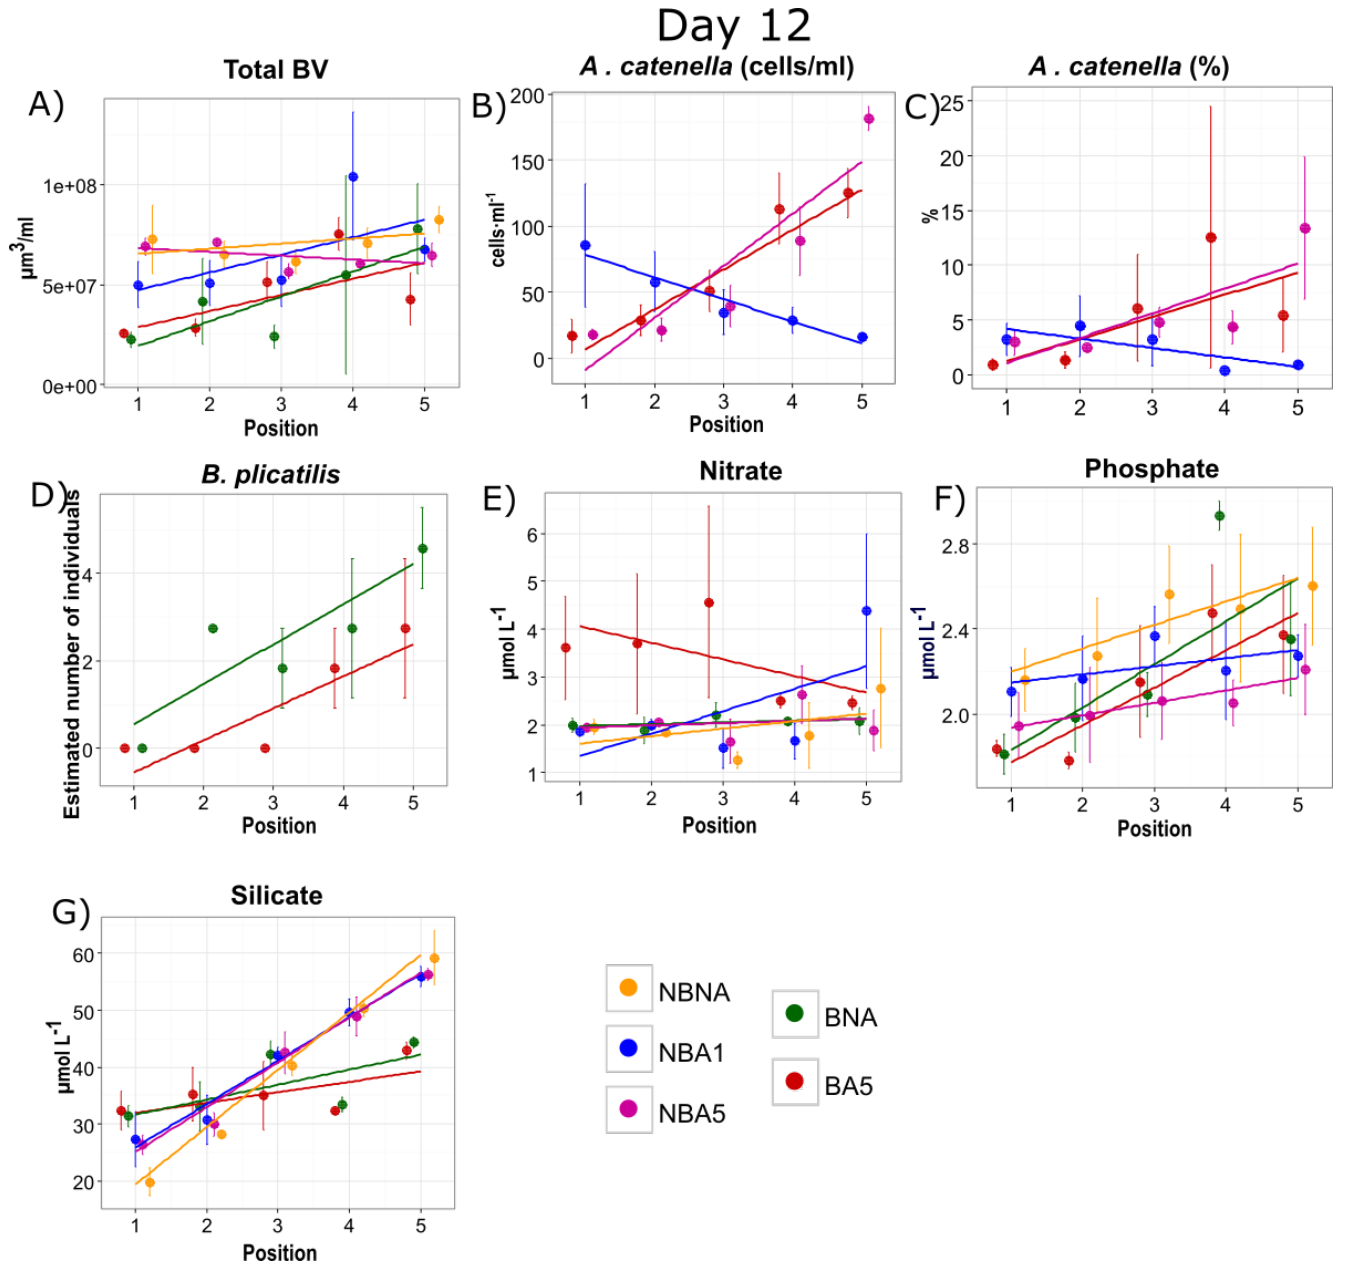 Day 12
A)
Total BV
µm3/ml
1e+08
5e+07
0e+00
1 2 3 4 5
Position
B)
A . catenella (cells/ml)
cells·ml-1
200
150
100
50
0
1 2 3 4 5
Position
C)
A . catenella (%)
%
25
20
15
10
5
0
1 2 3 4 5
D)
B. plicatilis
Estimated number of individuals
4
2
0
1 2 3 4 5
Position
E)
Nitrate
µmol L-1
6
5
4
3
2
1
1 2 3 4 5
Position
F)
Phosphate
µmol L-1
2.8
2.4
2.0
1 2 3 4 5
Position
G)
Silicate
µmol L-1
60
50
40
30
20
1 2 3 4 5
Position
NBNA
NBA1
NBA5
BNA
BA5